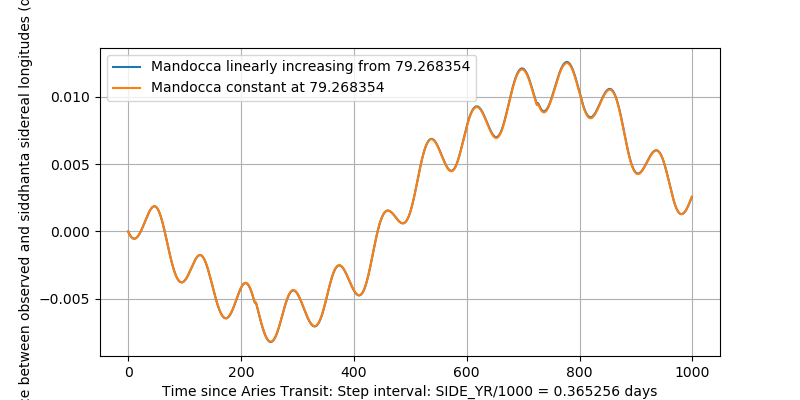 Mandocca linearly increasing from 79.268354
Mandocca constant at 79.268354
0.010
0.005
0.000
−0.005
0 200 400 600 800 1000
Time since Aries Transit: Step interval: SIDE_YR/1000 = 0.365256 days
between observed and siddhanta sidereal longitudes